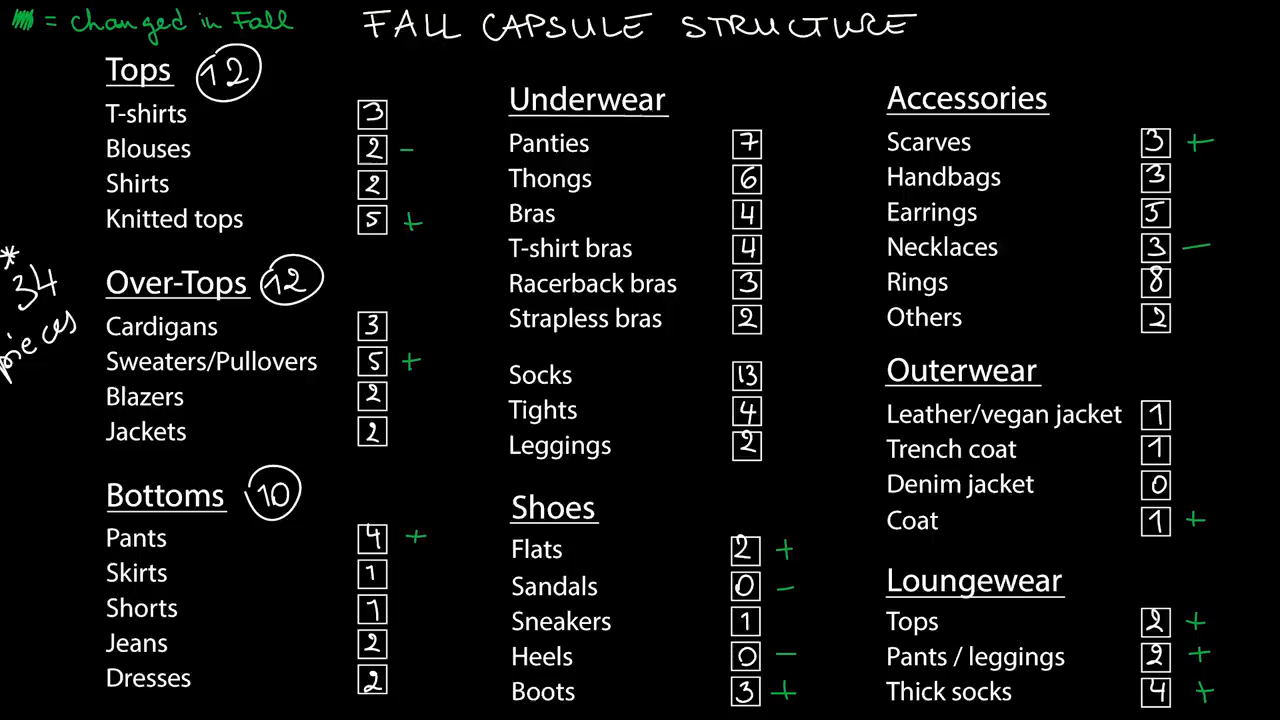 = changed in Fall
FALL CAPSULE STRUCTURE
Tops 12
T-shirts 3
Blouses 2 -
Shirts 2
Knitted tops 5 +
* 34 pieces
Over-Tops 12
Cardigans 3
Sweaters/Pullovers 5 +
Blazers 2
Jackets 2
Bottoms 10
Pants 4 +
Skirts 1
Shorts 1
Jeans 2
Dresses 2
Underwear
Panties 7
Thongs 6
Bras 4
T-shirt bras 4
Racerback bras 3
Strapless bras 2
Socks 13
Tights 4
Leggings 2
Shoes
Flats 2 +
Sandals 0 -
Sneakers 1
Heels 0 -
Boots 3 +
Accessories
Scarves 3 +
Handbags 3
Earrings 5
Necklaces 3 -
Rings 8
Others 2
Outerwear
Leather/vegan jacket 1
Trench coat 1
Denim jacket 0
Coat 1 +
Loungewear
Tops 2 +
Pants / leggings 2 +
Thick socks 4 +